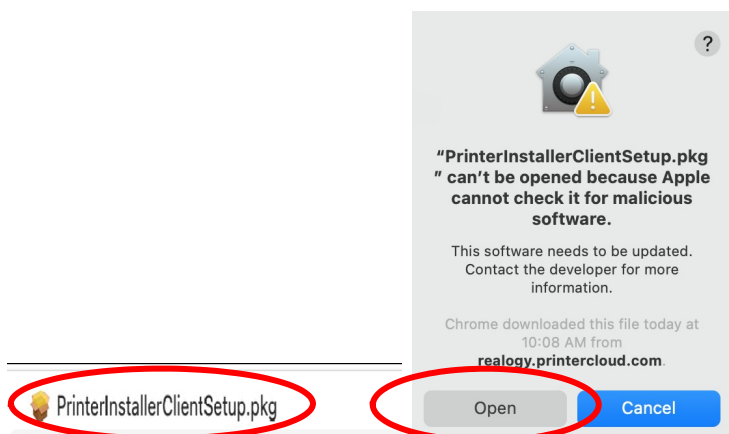 ?
“PrinterInstallerClientSetup.pkg
” can’t be opened because Apple
cannot check it for malicious
software.
This software needs to be updated.
Contact the developer for more
information.
Chrome downloaded this file today at
10:08 AM from
realogy.printercloud.com.
PrinterInstallerClientSetup.pkg
Open
Cancel